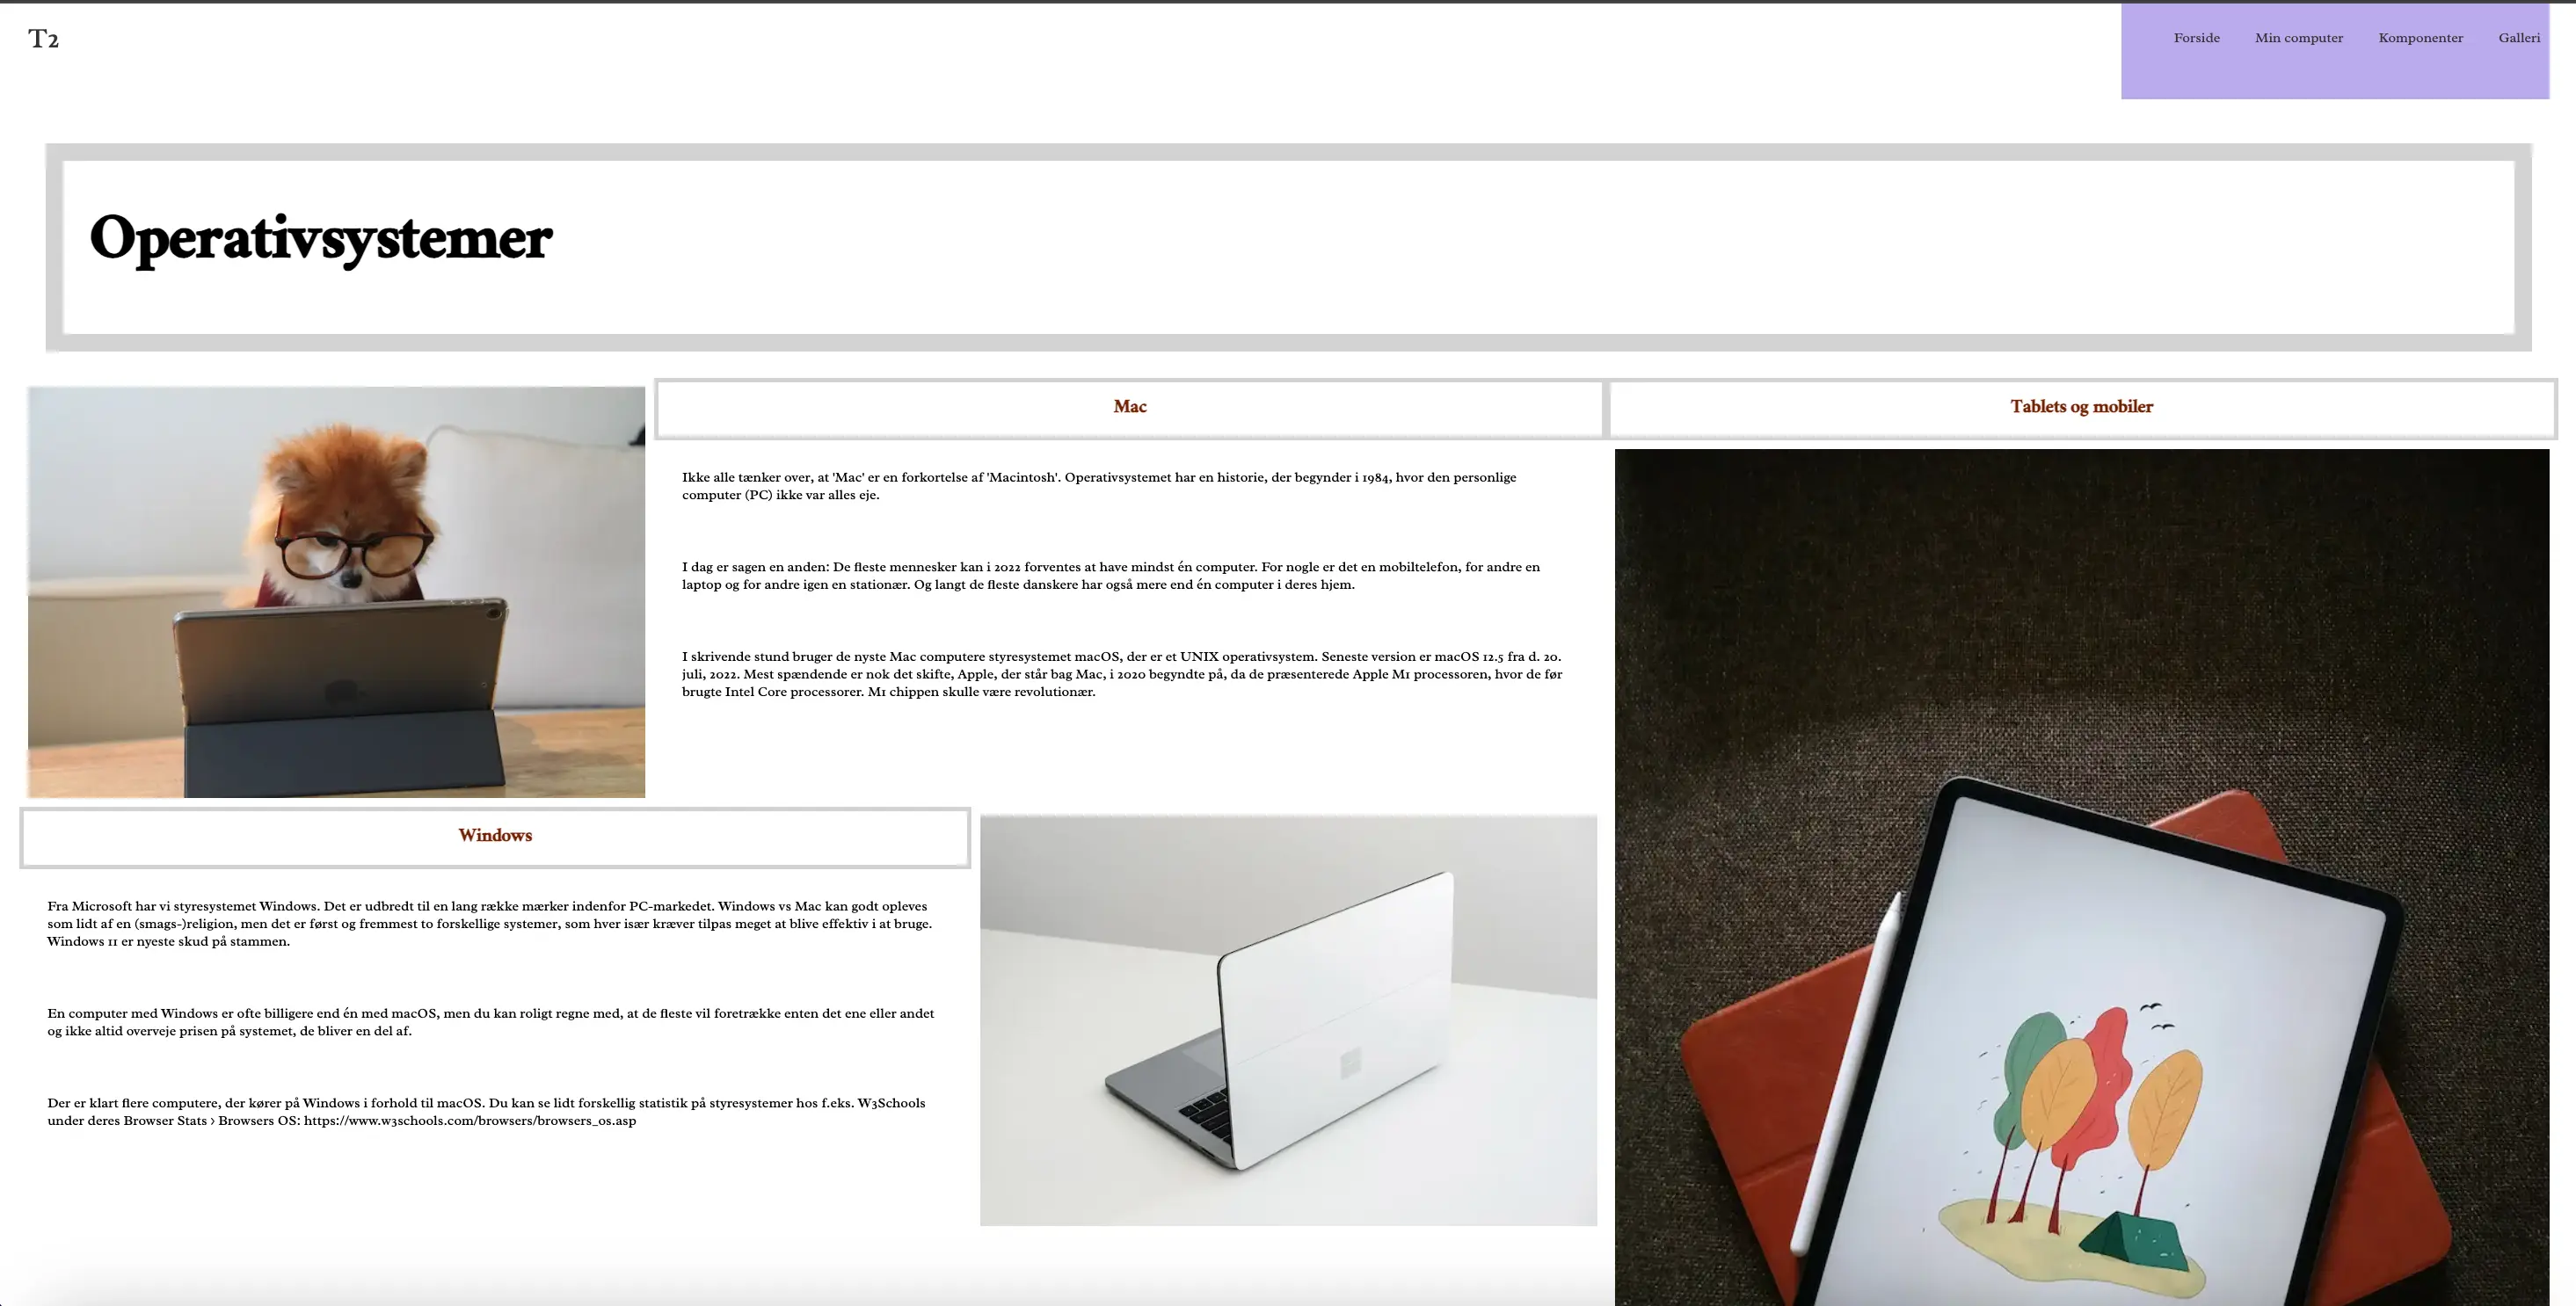 T2
Forside
Min computer
Komponenter
Galleri
Operativsystemer
Mac
Ikke alle tænker over, at 'Mac' er en forkortelse af 'Macintosh'. Operativsystemet har en historie, der begynder i 1984, hvor den personlige
computer (PC) ikke var alles eje.
I dag er sagen en anden: De fleste mennesker kan i 2022 forventes at have mindst én computer. For nogle er det en mobiltelefon, for andre en
laptop og for andre igen en stationær. Og langt de fleste danskere har også mere end én computer i deres hjem.
I skrivende stund bruger de nyste Mac computere styresystemet macOS, der er et UNIX operativsystem. Seneste version er macOS 12.5 fra d. 20.
juli, 2022. Mest spændende er nok det skifte, Apple, der står bag Mac, i 2020 begyndte på, da de præsenterede Apple M1 processoren, hvor de før
brugte Intel Core processorer. M1 chippen skulle være revolutionær.
Tablets og mobiler
Windows
Fra Microsoft har vi styresystemet Windows. Det er udbredt til en lang række mærker indenfor PC-markedet. Windows vs Mac kan godt opleves
som lidt af en (smags-)religion, men det er først og fremmest to forskellige systemer, som hver især kræver tilpas meget at blive effektiv i at bruge.
Windows 11 er nyeste skud på stammen.
En computer med Windows er ofte billigere end én med macOS, men du kan roligt regne med, at de fleste vil foretrække enten det ene eller andet
og ikke altid overveje prisen på systemet, de bliver en del af.
Der er klart flere computere, der kører på Windows i forhold til macOS. Du kan se lidt forskellig statistik på styresystemer hos f.eks. W3Schools
under deres Browser Stats › Browsers OS: https://www.w3schools.com/browsers/browsers_os.asp